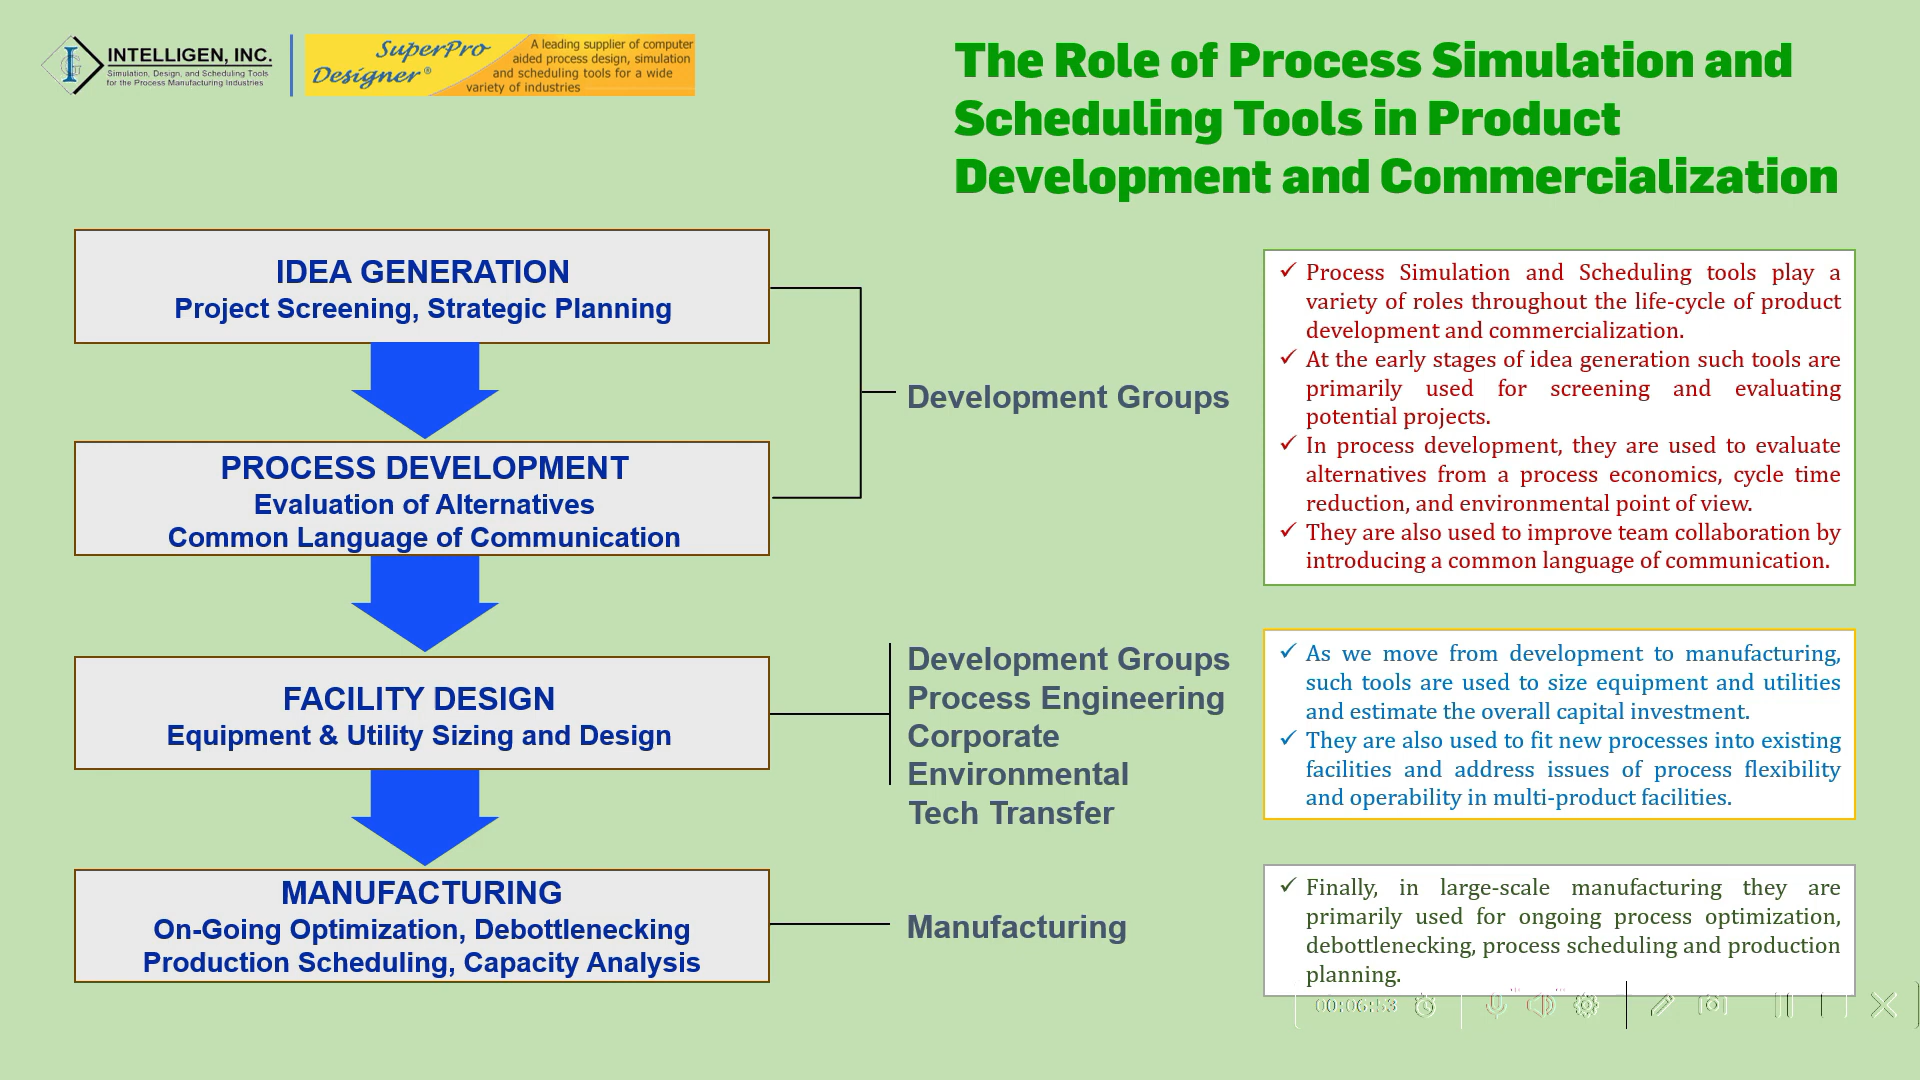 INTELLIGEN, INC.
Simulation, Design, and Scheduling Tools
for the Process Manufacturing Industries
SuperPro
Designer®
A leading supplier of computer
aided process design, simulation
and scheduling tools for a wide
variety of industries
The Role of Process Simulation and
Scheduling Tools in Product
Development and Commercialization
IDEA GENERATION
Project Screening, Strategic Planning
PROCESS DEVELOPMENT
Evaluation of Alternatives
Common Language of Communication
FACILITY DESIGN
Equipment & Utility Sizing and Design
MANUFACTURING
On-Going Optimization, Debottlenecking
Production Scheduling, Capacity Analysis
Development Groups
Development Groups
Process Engineering
Corporate
Environmental
Tech Transfer
Manufacturing
✓ Process Simulation and Scheduling tools play a
variety of roles throughout the life-cycle of product
development and commercialization.
✓ At the early stages of idea generation such tools are
primarily used for screening and evaluating
potential projects.
✓ In process development, they are used to evaluate
alternatives from a process economics, cycle time
reduction, and environmental point of view.
✓ They are also used to improve team collaboration by
introducing a common language of communication.
✓ As we move from development to manufacturing,
such tools are used to size equipment and utilities
and estimate the overall capital investment.
✓ They are also used to fit new processes into existing
facilities and address issues of process flexibility
and operability in multi-product facilities.
✓ Finally, in large-scale manufacturing they are
primarily used for ongoing process optimization,
debottlenecking, process scheduling and production
planning.
00:06:53